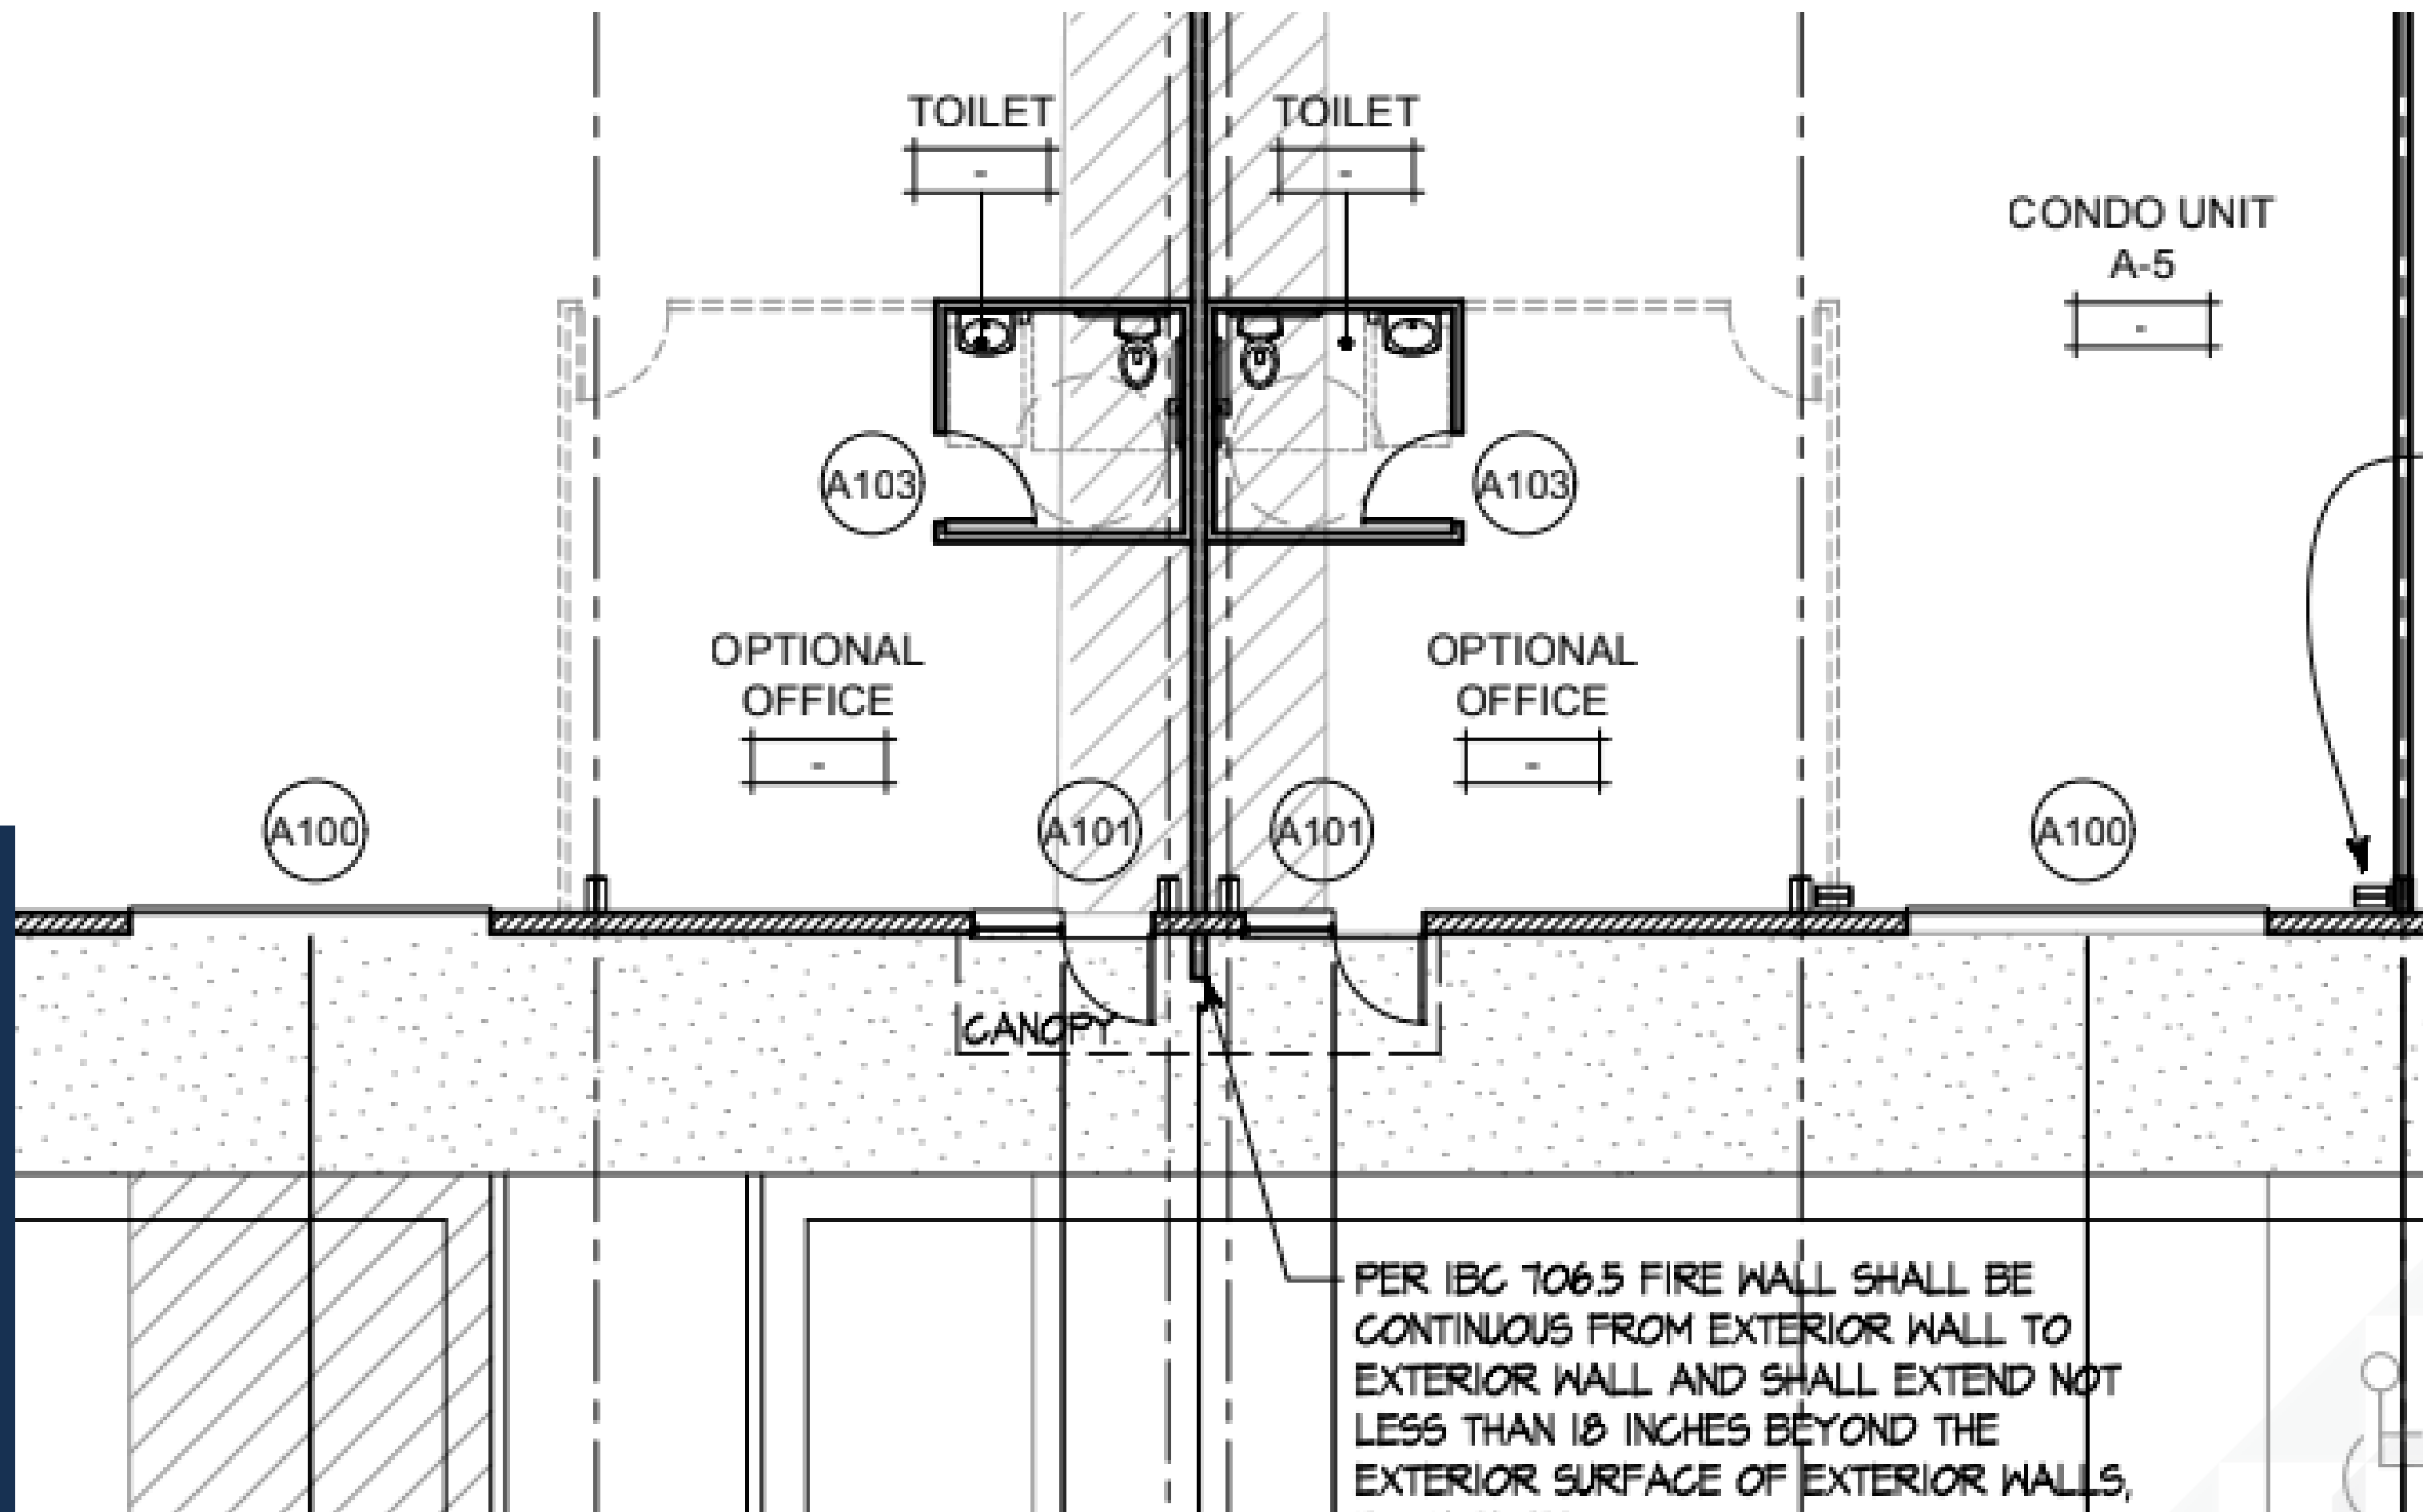 TOILET
-
TOILET
-
CONDO UNIT
A-5
-
A103
A103
OPTIONAL
OFFICE
-
OPTIONAL
OFFICE
-
A100
A101
A101
A100
CANOPY
PER IBC 706.5 FIRE WALL SHALL BE
CONTINUOUS FROM EXTERIOR WALL TO
EXTERIOR WALL AND SHALL EXTEND NOT
LESS THAN 18 INCHES BEYOND THE
EXTERIOR SURFACE OF EXTERIOR WALLS,